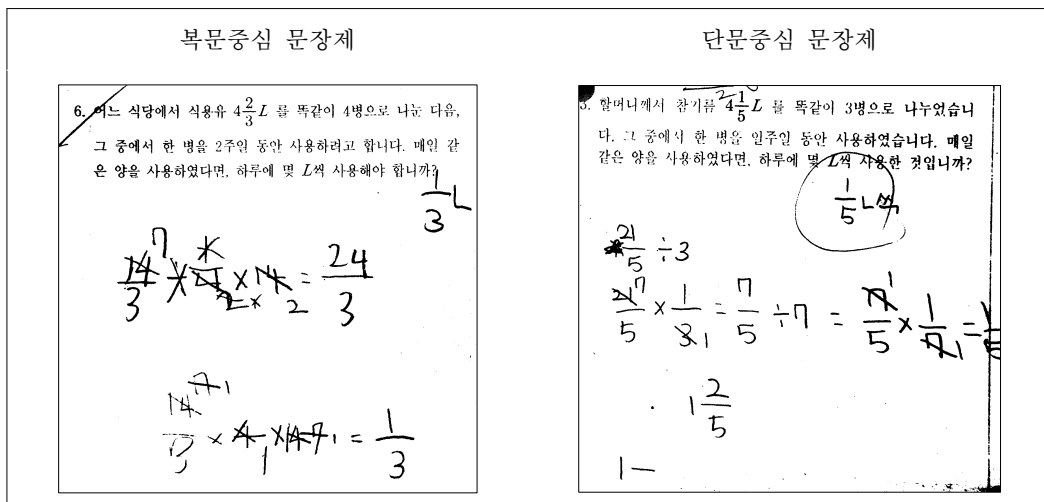 복문중심 문장제
단문중심 문장제
6. 어느 식당에서 식용유 4 2/3 L 를 똑같이 4병으로 나눈 다음,
그 중에서 한 병을 2주일 동안 사용하려고 합니다. 매일 같
은 양을 사용하였다면, 하루에 몇 L씩 사용해야 합니까?
1/3 L
= 24/3
= 1/3
5. 할머니께서 참기름 4 1/5 L 를 똑같이 3병으로 나누었습니
다. 그 중에서 한 병을 일주일 동안 사용하였습니다. 매일
같은 양을 사용하였다면, 하루에 몇 L씩 사용한 것입니까?
1/5 L씩
21/5 ÷3
21/5 × 1/3 = 7/5 ÷7 = 7/5 × 1/7 = 1/5
1 2/5
1 —